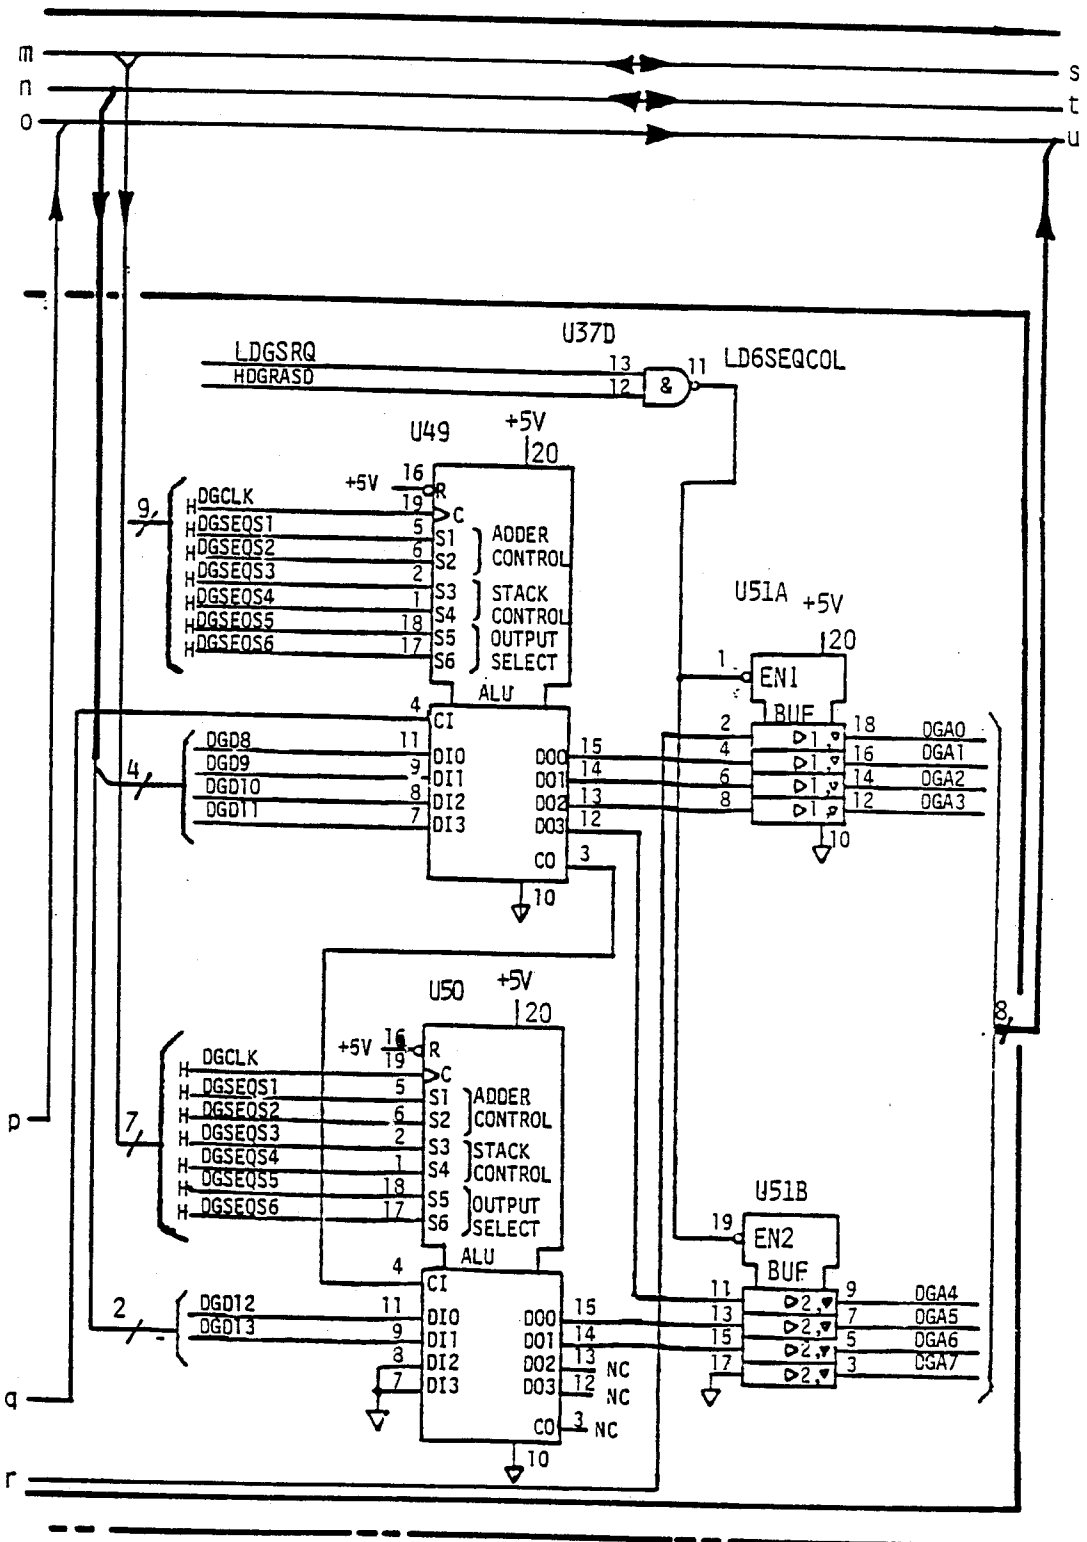 m
s
n
t
o
u
U37D
LDGSRQ
13
11
LD6SEQCOL
HDGRASD
12
&
U49
+5V
20
+5V
16
R
9
H
DGCLK
19
C
H
DGSEQS1
5
S1
ADDER
H
DGSEQS2
6
S2
CONTROL
H
DGSEQS3
2
S3
STACK
H
DGSEQS4
1
S4
CONTROL
H
DGSEQS5
18
S5
OUTPUT
H
DGSEQS6
17
S6
SELECT
ALU
U51A
+5V
20
1
EN1
BUF
4
CI
2
1,
18
DGA0
DGD8
11
DI0
DO0
15
4
1,
16
DGA1
4
DGD9
9
DI1
DO1
14
6
1,
14
DGA2
DGD10
8
DI2
DO2
13
8
1,
12
DGA3
DGD11
7
DI3
DO3
12
10
CO
3
10
U50
+5V
20
8
+5V
16
R
DGCLK
19
C
H
DGSEQS1
5
S1
ADDER
H
DGSEQS2
6
S2
CONTROL
H
p
7
DGSEQS3
2
S3
STACK
H
DGSEQS4
1
S4
CONTROL
H
DGSEQS5
18
S5
OUTPUT
H
DGSEQS6
17
S6
SELECT
H
ALU
U51B
19
EN2
BUF
4
CI
11
2,
9
DGA4
2
DGD12
11
DI0
DO0
15
13
2,
7
DGA5
DGD13
9
DI1
DO1
14
15
2,
5
DGA6
8
DI2
DO2
13
NC
17
2,
3
DGA7
7
DI3
DO3
12
NC
q
CO
3
NC
10
r